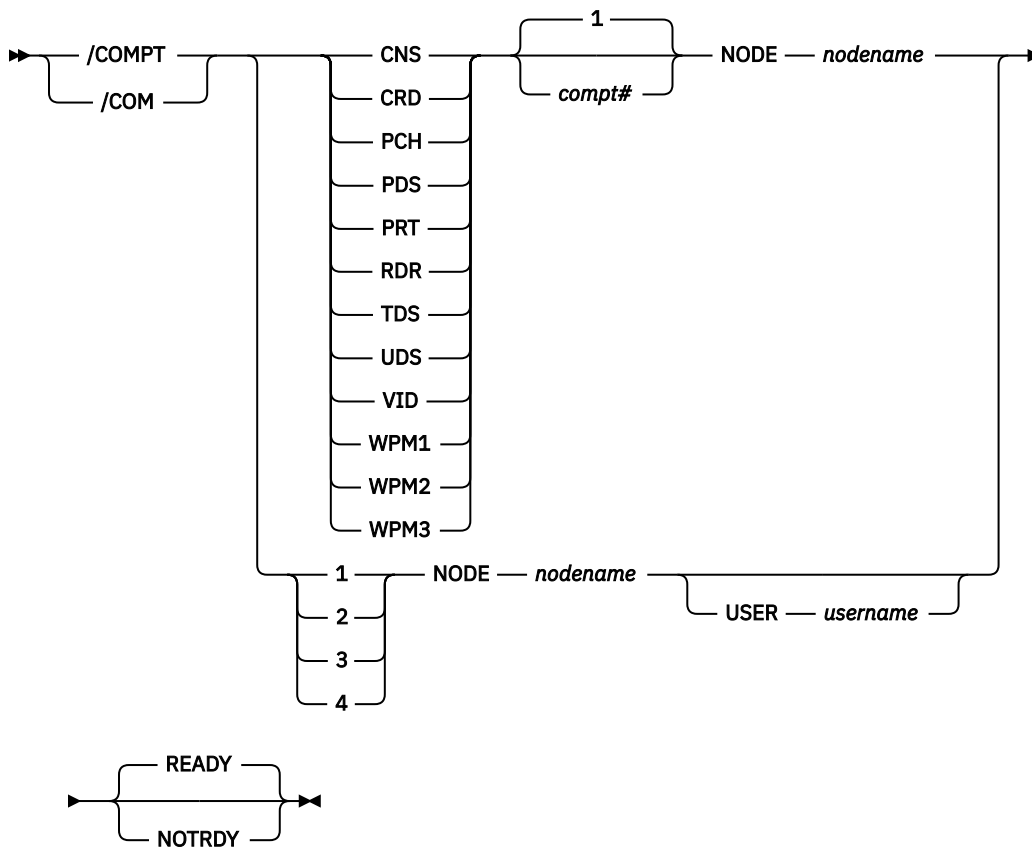 1
/COMPT CNS NODE nodename
/COM CRD compt#
PCH
PDS
PRT
RDR
TDS
UDS
VID
WPM1
WPM2
WPM3
1 NODE nodename
2 USER username
3
4
READY
NOTRDY